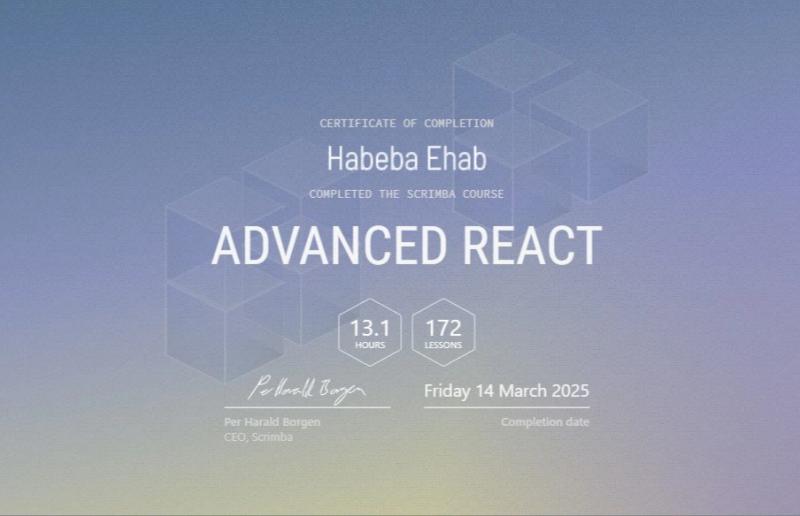 CERTIFICATE OF COMPLETION
Habeba Ehab
COMPLETED THE SCRIMBA COURSE
ADVANCED REACT
13.1
HOURS
172
LESSONS
Per Harald Borgen
Friday 14 March 2025
Per Harald Borgen
CEO, Scrimba
Completion date